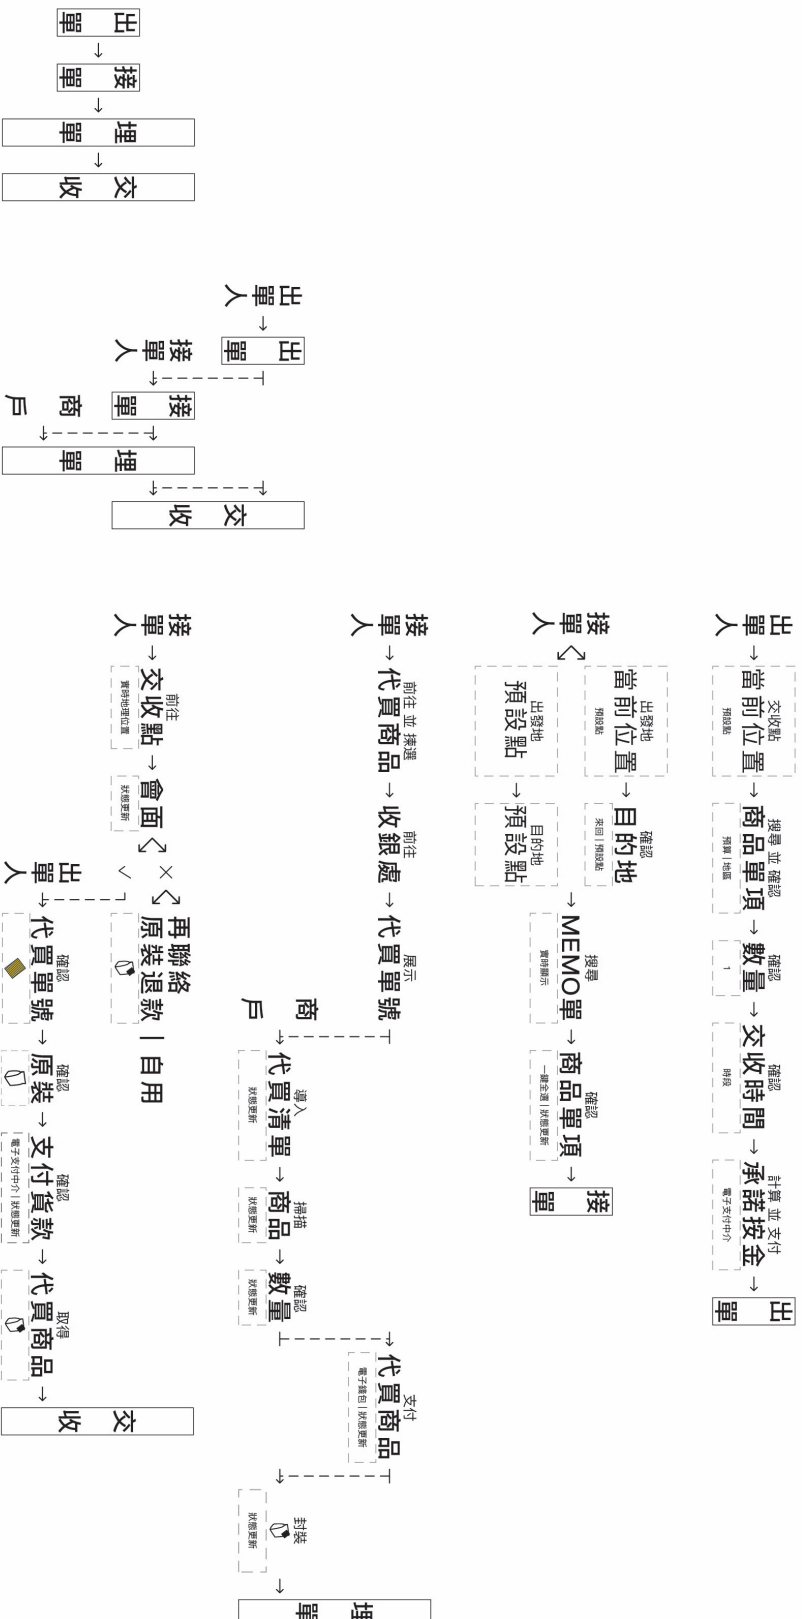 出單
接單
埋單
交收
出單人
出單
接單人
接單
商戶
埋單
交收
出單人
交收點
當前位置
預設點
搜尋 並 確認
商品單項
預算 | 地區
確認
數量
1
確認
交收時間
時段
計算 並 支付
承諾按金
電子支付中介
出單
接單人
出發地
當前位置
預設點
確認
目的地
來回 | 預設點
出發地
預設點
目的地
預設點
搜尋
MEMO單
實時顯示
確認
商品單項
一鍵全選 | 狀態更新
接單
接單人
前往 並 揀選
代買商品
前往
收銀處
展示
代買單號
商戶
導入
代買清單
狀態更新
掃描
商品
狀態更新
確認
數量
狀態更新
支付
代買商品
電子錢包 | 狀態更新
封裝
狀態更新
埋單
接單人
前往
交收點
實時地理位置
會面
狀態更新
再聯絡
原裝退款 | 自用
出單人
確認
代買單號
確認
原裝
確認
支付貨款
電子支付中介 | 狀態更新
取得
代買商品
交收